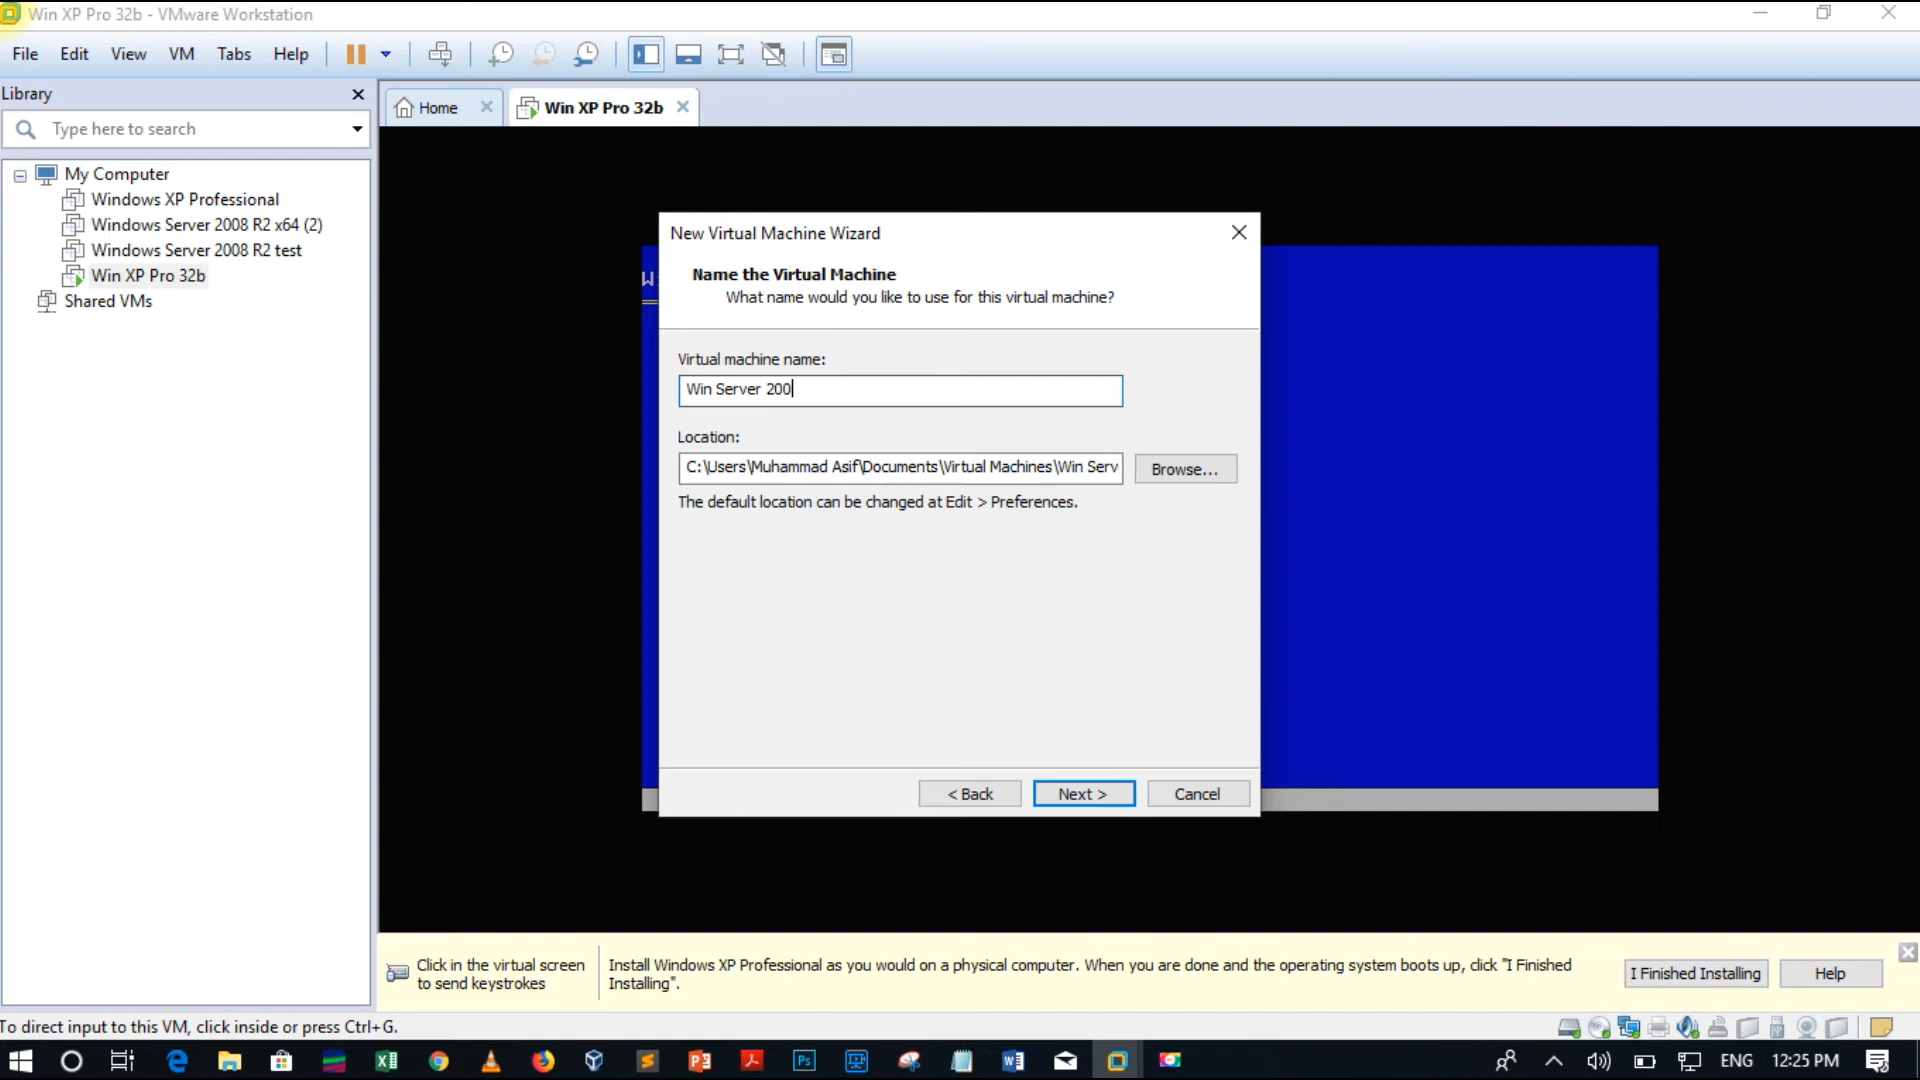 Win XP Pro 32b - VMware Workstation
File Edit View VM Tabs Help
Library
Type here to search
My Computer
Windows XP Professional
Windows Server 2008 R2 x64 (2)
Windows Server 2008 R2 test
Win XP Pro 32b
Shared VMs
Home
Win XP Pro 32b
W
New Virtual Machine Wizard
Name the Virtual Machine
What name would you like to use for this virtual machine?
Virtual machine name:
Win Server 200
Location:
C:\Users\Muhammad Asif\Documents\Virtual Machines\Win Serv
Browse...
The default location can be changed at Edit > Preferences.
< Back Next > Cancel
Click in the virtual screen
to send keystrokes
Install Windows XP Professional as you would on a physical computer. When you are done and the operating system boots up, click "I Finished
Installing".
I Finished Installing
Help
To direct input to this VM, click inside or press Ctrl+G.
ENG 12:25 PM